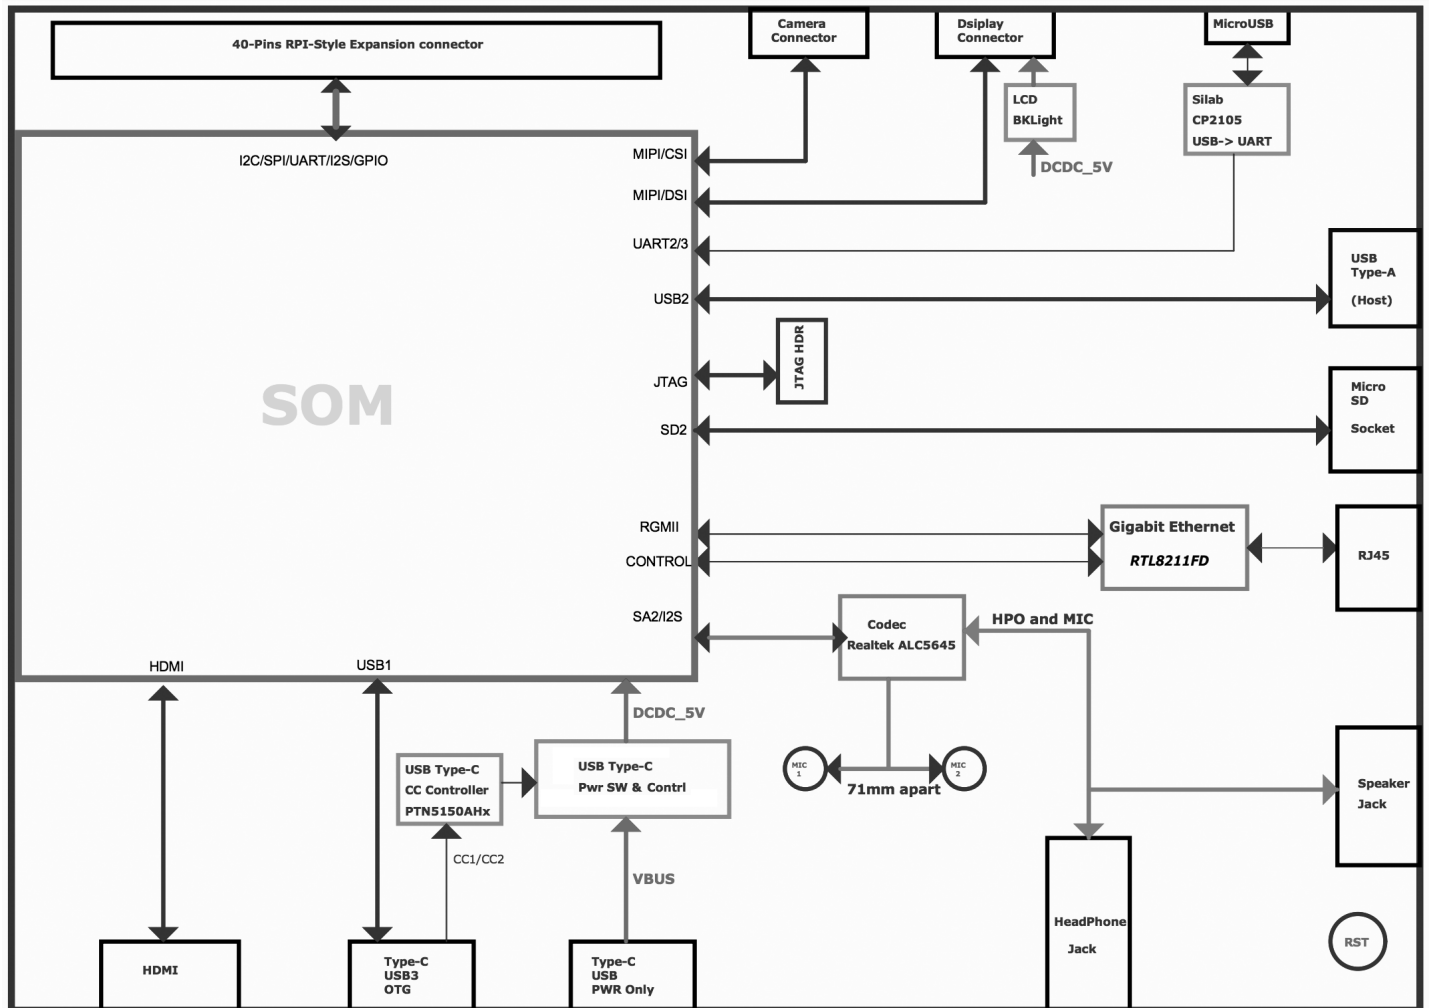 40-Pins RPI-Style Expansion connector
Camera
Connector
Dsiplay
Connector
MicroUSB
LCD
BKLight
DCDC_5V
Silab
CP2105
USB-> UART
I2C/SPI/UART/I2S/GPIO
MIPI/CSI
MIPI/DSI
UART2/3
USB2
USB
Type-A
(Host)
SOM
JTAG
JTAG HDR
SD2
Micro
SD
Socket
RGMII
CONTROL
Gigabit Ethernet
RTL8211FD
RJ45
SA2/I2S
Codec
Realtek ALC5645
HPO and MIC
HDMI
USB1
DCDC_5V
USB Type-C
CC Controller
PTN5150AHx
USB Type-C
Pwr SW & Contrl
MIC
1
MIC
2
71mm apart
Speaker
Jack
CC1/CC2
VBUS
HDMI
Type-C
USB3
OTG
Type-C
USB
PWR Only
HeadPhone
Jack
RST